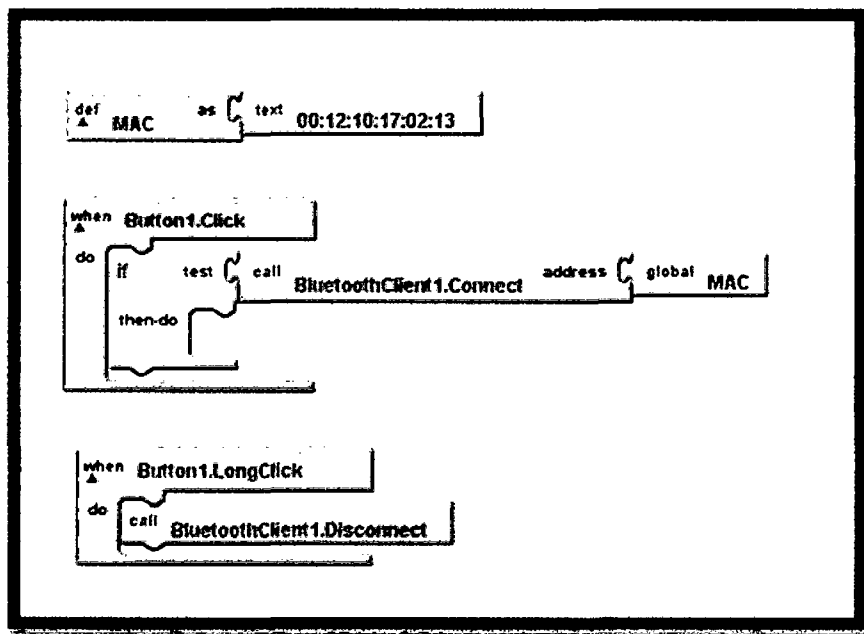 def MAC as text 00:12:10:17:02:13
when Button1.Click
do if test call BluetoothClient1.Connect address global MAC
then-do
when Button1.LongClick
do call BluetoothClient1.Disconnect